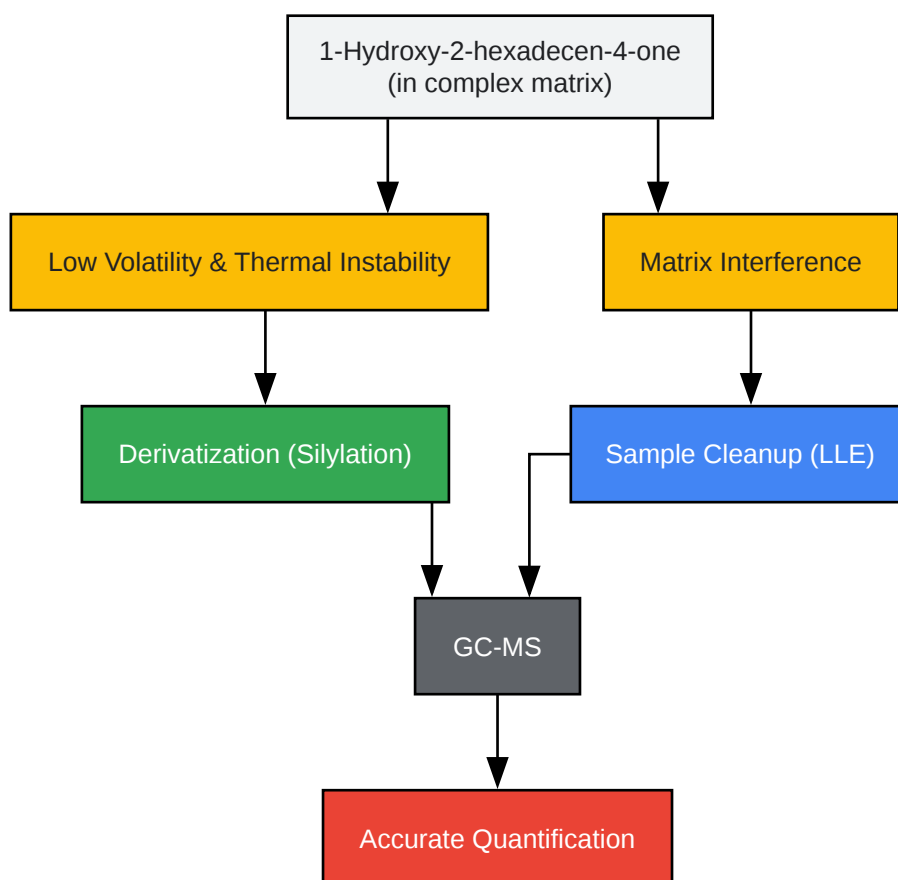 1-Hydroxy-2-hexadecen-4-one
(in complex matrix)
Low Volatility & Thermal Instability
Matrix Interference
Derivatization (Silylation)
Sample Cleanup (LLE)
GC-MS
Accurate Quantification